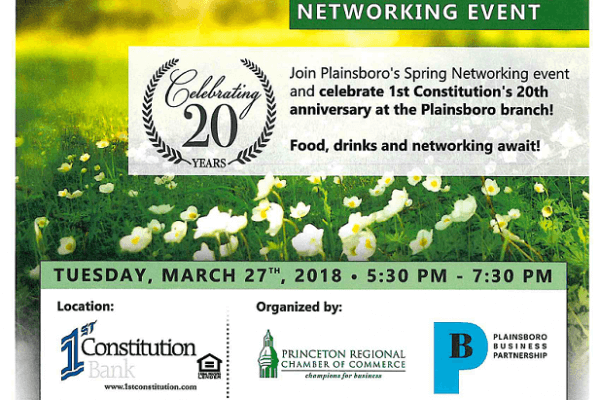 NETWORKING EVENT
Celebrating
20
YEARS
Join Plainsboro's Spring Networking event
and celebrate 1st Constitution's 20th
anniversary at the Plainsboro branch!
Food, drinks and networking await!
TUESDAY, MARCH 27TH, 2018 • 5:30 PM - 7:30 PM
Location:
1ST Constitution
Bank
www.1stconstitution.com
Organized by:
PRINCETON REGIONAL
CHAMBER OF COMMERCE
champions for business
B
P
PLAINSBORO
BUSINESS
PARTNERSHIP